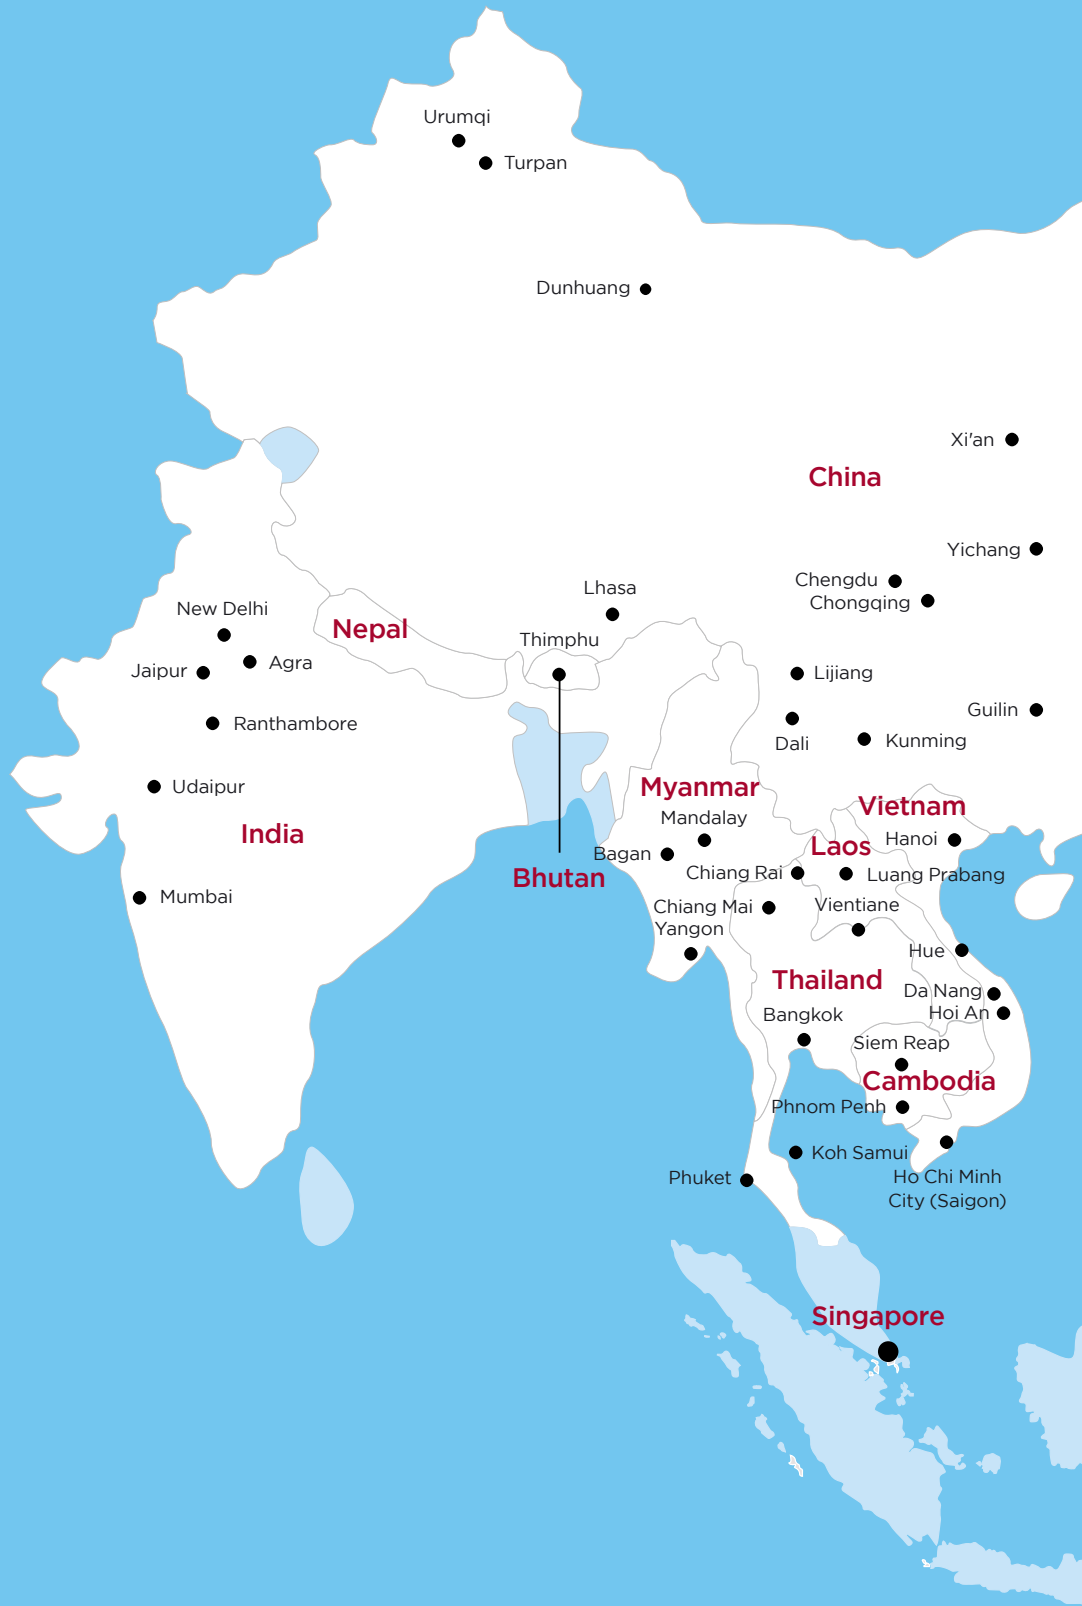 Urumqi
Turpan
Dunhuang
Xi'an
China
Yichang
Chengdu
Chongqing
Lhasa
New Delhi
Nepal
Thimphu
Agra
Jaipur
Lijiang
Guilin
Ranthambore
Dali
Kunming
Udaipur
Myanmar
Vietnam
Mandalay
India
Hanoi
Laos
Bagan
Bhutan
Chiang Rai
Luang Prabang
Mumbai
Chiang Mai
Vientiane
Yangon
Hue
Thailand
Da Nang
Bangkok
Hoi An
Siem Reap
Cambodia
Phnom Penh
Koh Samui
Phuket
Ho Chi Minh
City (Saigon)
Singapore